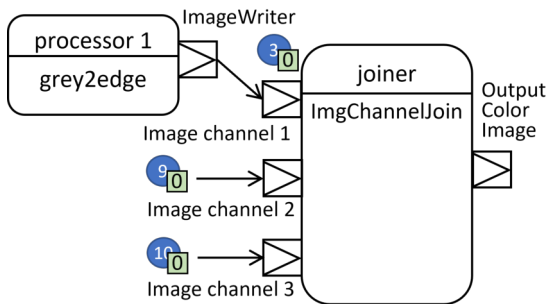 ImageWriter
processor 1
grey2edge
3
0
joiner
ImgChannelJoin
Image channel 1
9
0
Image channel 2
10
0
Image channel 3
Output
Color
Image